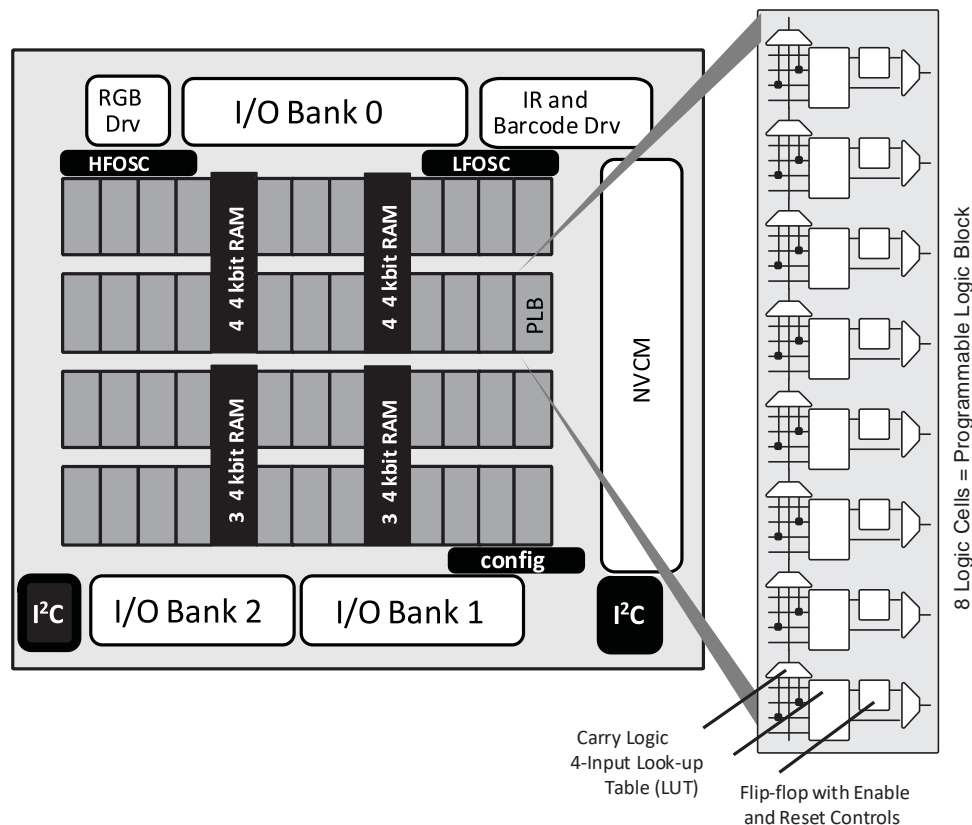 RGB
Drv
I/O Bank 0
IR and
Barcode Drv
HFOSC
LFOSC
4 4 kbit RAM
4 4 kbit RAM
PLB
NVCM
3 4 kbit RAM
3 4 kbit RAM
config
I²C
I/O Bank 2
I/O Bank 1
I²C
8 Logic Cells = Programmable Logic Block
Carry Logic
4-Input Look-up
Table (LUT)
Flip-flop with Enable
and Reset Controls